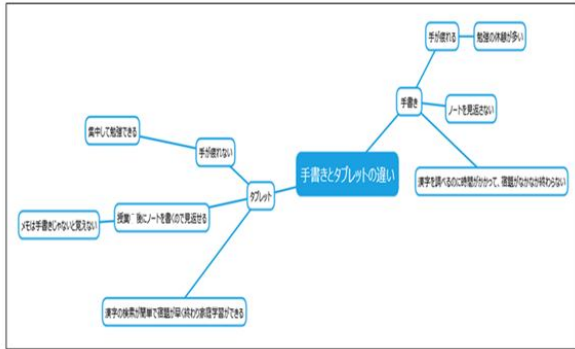 手書きとタブレットの違い
手書き
手が疲れる
勉強の休憩が多い
ノートを見返さない
漢字を調べるのに時間がかかって、宿題がなかなか終わらない
タブレット
手が疲れない
集中して勉強できる
後にノートを書くので見返せる
メモは手書きじゃないと覚えない
漢字の検索が簡単で宿題が早く終わり家庭学習ができる